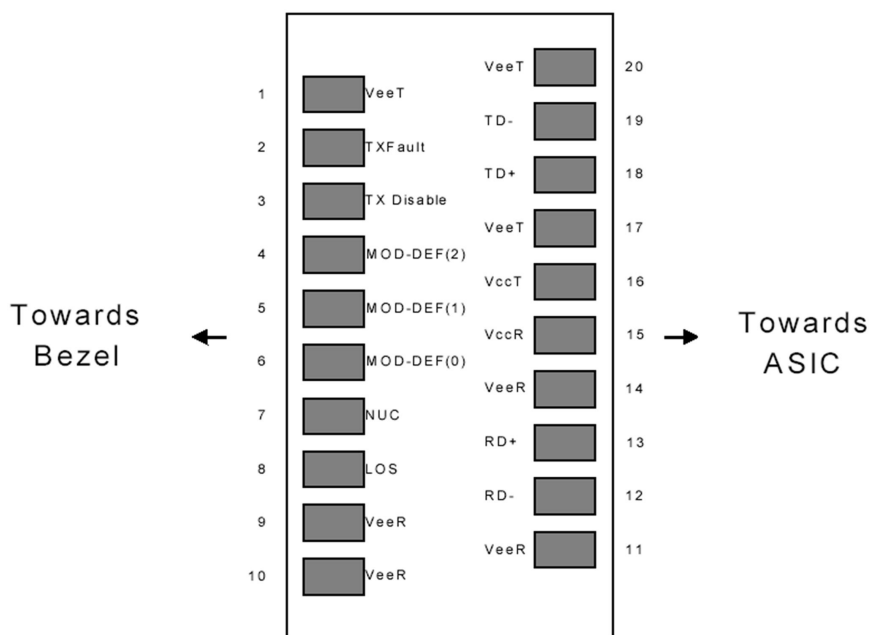 VeeT 20
1 VeeT
TD- 19
2 TXFault
TD+ 18
3 TX Disable
VeeT 17
4 MOD-DEF(2)
VccT 16
5 MOD-DEF(1)
Towards
Bezel
VccR 15
Towards
ASIC
6 MOD-DEF(0)
VeeR 14
7 NUC
RD+ 13
8 LOS
RD- 12
9 VeeR
VeeR 11
10 VeeR